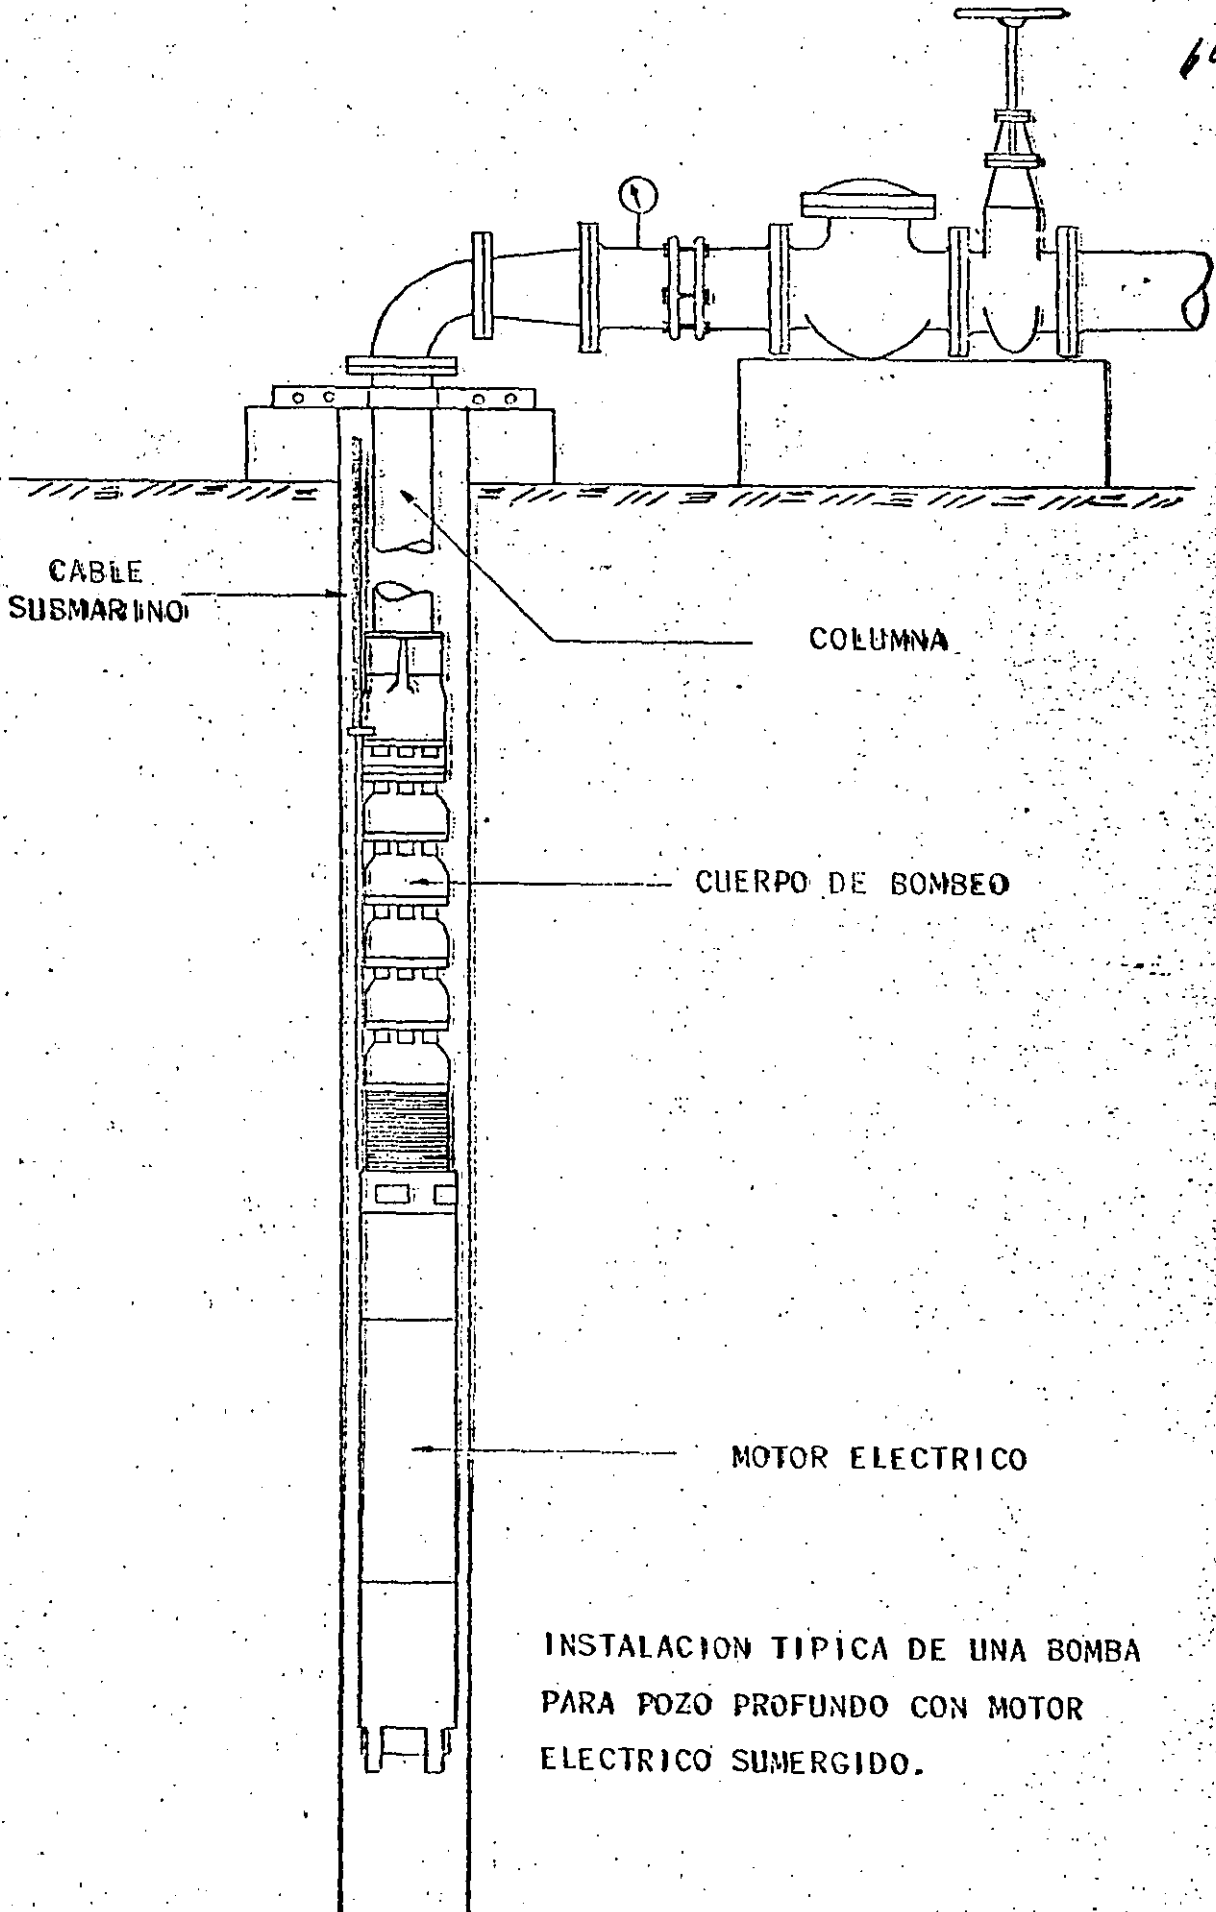 CABLE
SUBMARINO
COLUMNA
CUERPO DE BOMBEO
MOTOR ELECTRICO
INSTALACION TIPICA DE UNA BOMBA
PARA POZO PROFUNDO CON MOTOR
ELECTRICO SUMERGIDO.